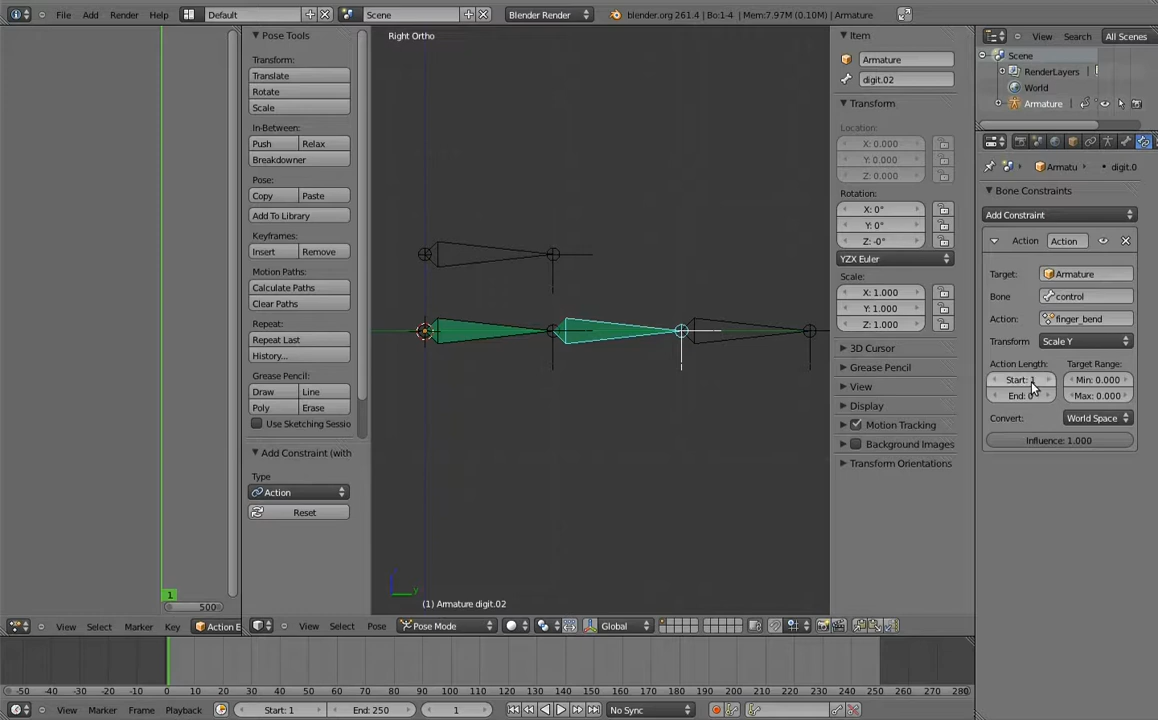 File Add Render Help Default Scene Blender Render blender.org 261.4 | Bo:1-4 | Mem:7.97M (0.10M) | Armature
View Search All Scenes
Scene
RenderLayers
World
Armature
Armatu digit.0
Bone Constraints
Add Constraint
Action Action
Target: Armature
Bone control
Action: finger_bend
Transform Scale Y
Action Length: Target Range:
Start: 1 Min: 0.000
End: Max: 0.000
Convert: World Space
Influence: 1.000
Pose Tools
Transform:
Translate
Rotate
Scale
In-Between:
Push Relax
Breakdowner
Pose:
Copy Paste
Add To Library
Keyframes:
Insert Remove
Motion Paths:
Calculate Paths
Clear Paths
Repeat:
Repeat Last
History...
Grease Pencil:
Draw Line
Poly Erase
Use Sketching Sessio
Add Constraint (with
Type
Action
Reset
Right Ortho
(1) Armature digit.02
Item
Armature
digit.02
Transform
Location:
X: 0.000
Y: 0.000
Z: 0.000
Rotation:
X: 0°
Y: 0°
Z: -0°
YZX Euler
Scale:
X: 1.000
Y: 1.000
Z: 1.000
3D Cursor
Grease Pencil
View
Display
Motion Tracking
Background Images
Transform Orientations
1
500
View Select Marker Key Action E
View Select Pose Pose Mode Global
-50 -40 -30 -20 -10 0 10 20 30 40 50 60 70 80 90 100 110 120 130 140 150 160 170 180 190 200 210 220 230 240 250 260 270 280
View Marker Frame Playback Start: 1 End: 250 1 No Sync